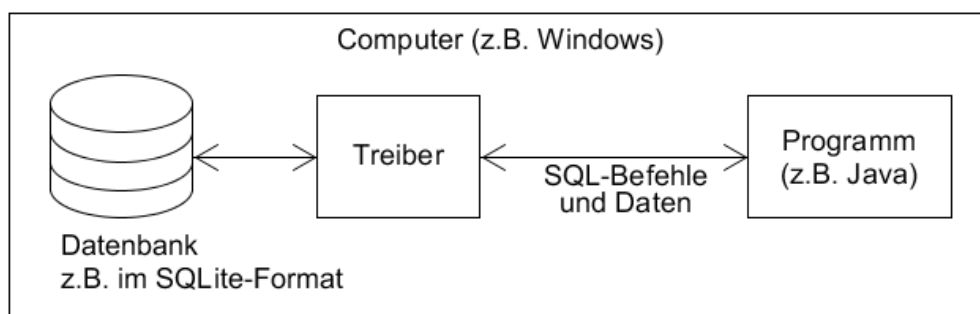 Computer (z.B. Windows)
Treiber
Programm
(z.B. Java)
SQL-Befehle
und Daten
Datenbank
z.B. im SQLite-Format